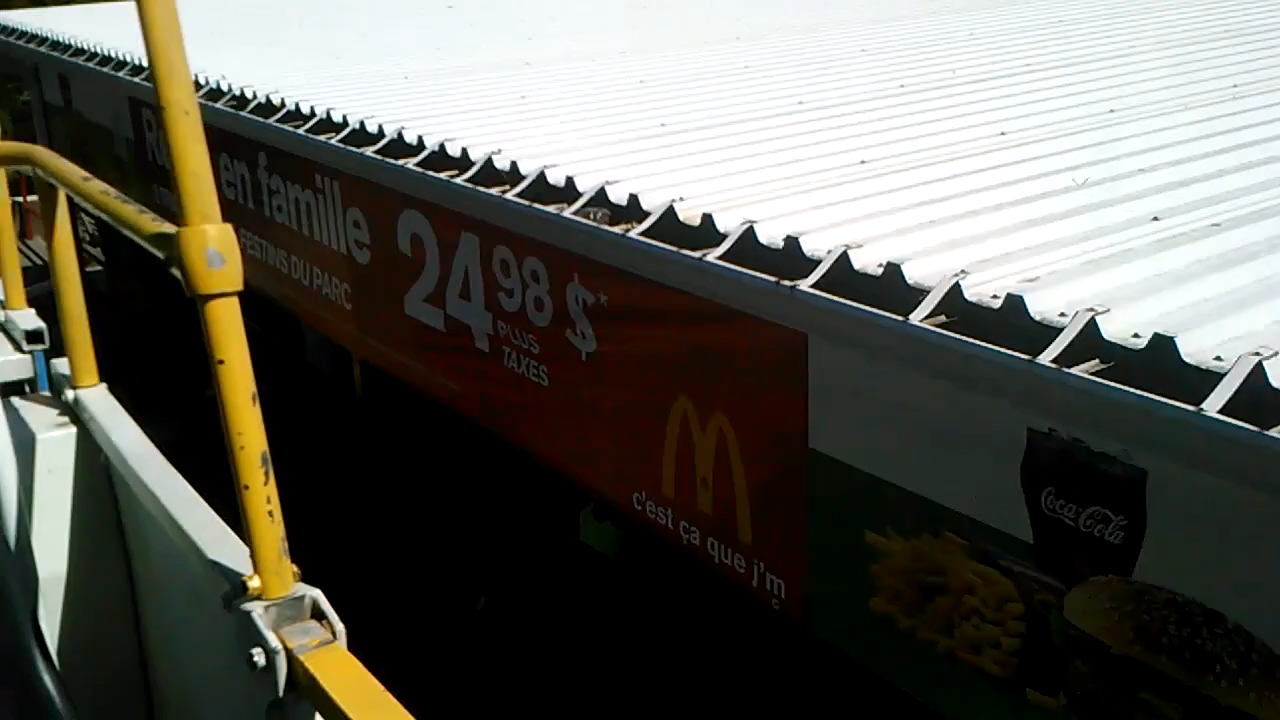 en famille
FESTINS DU PARC
24 98 $*
PLUS
TAXES
M
c'est ça que j'm
Coca-Cola